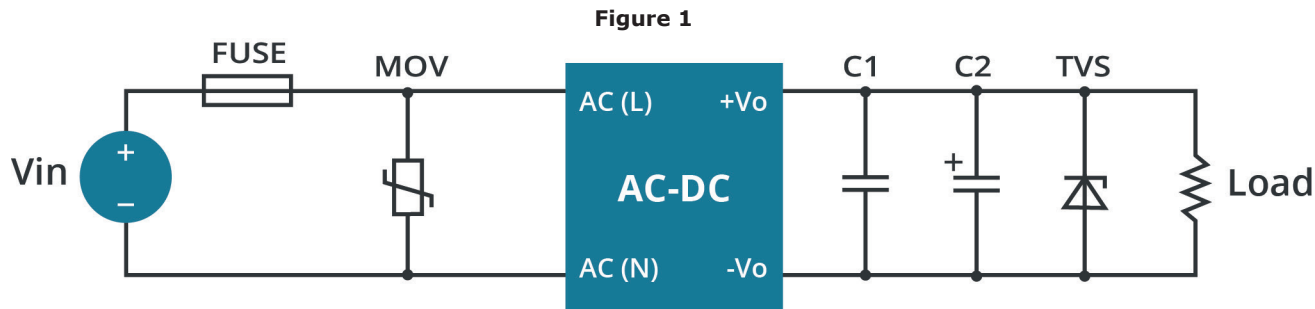 Figure 1
FUSE
MOV
C1
C2
TVS
AC (L)
+Vo
Vin
+
−
AC-DC
+
Load
AC (N)
-Vo